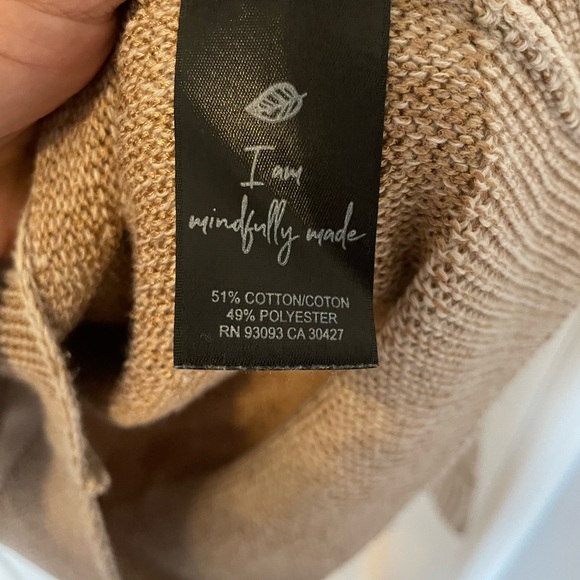 I am
mindfully made
51% COTTON/COTON
49% POLYESTER
RN 93093 CA 30427